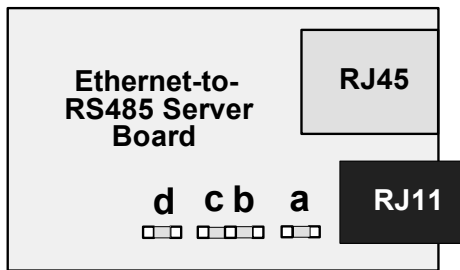 Ethernet-to-
RS485 Server
Board
RJ45
d c b a
RJ11